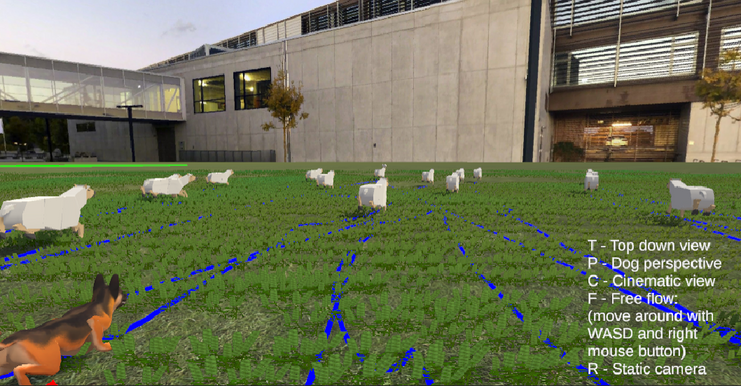 T - Top down view
P - Dog perspective
C - Cinematic view
F - Free flow:
(move around with
WASD and right
mouse button)
R - Static camera